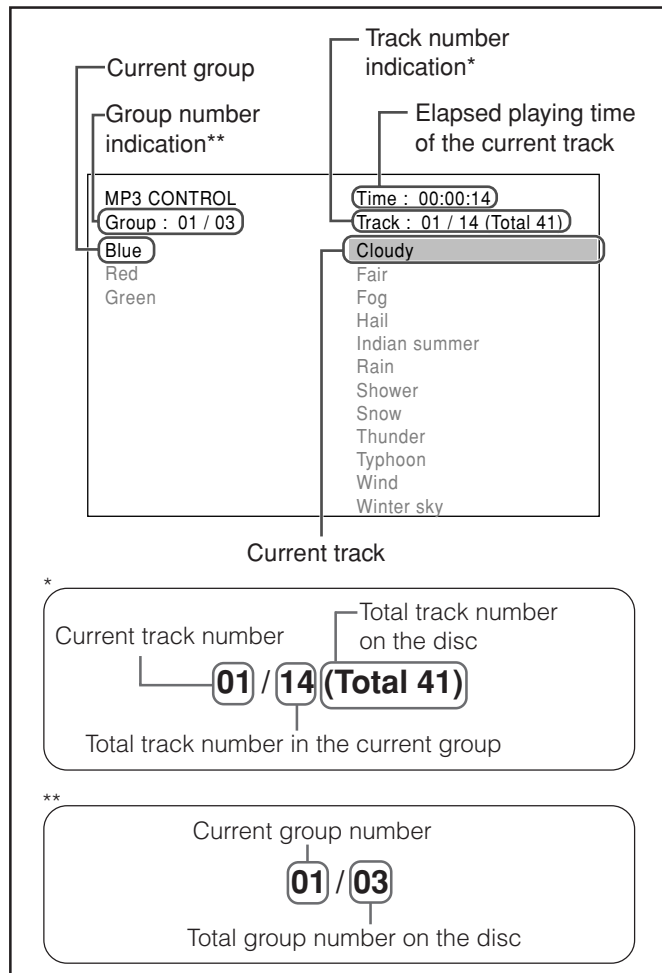 Track number
indication*
Current group
Group number
indication**
Elapsed playing time
of the current track
MP3 CONTROL
Group : 01 / 03
Blue
Red
Green
Time : 00:00:14
Track : 01 / 14 (Total 41)
Cloudy
Fair
Fog
Hail
Indian summer
Rain
Shower
Snow
Thunder
Typhoon
Wind
Winter sky
Current track
*
Total track number
on the disc
Current track number
01 / 14 (Total 41)
Total track number in the current group
**
Current group number
01 / 03
Total group number on the disc